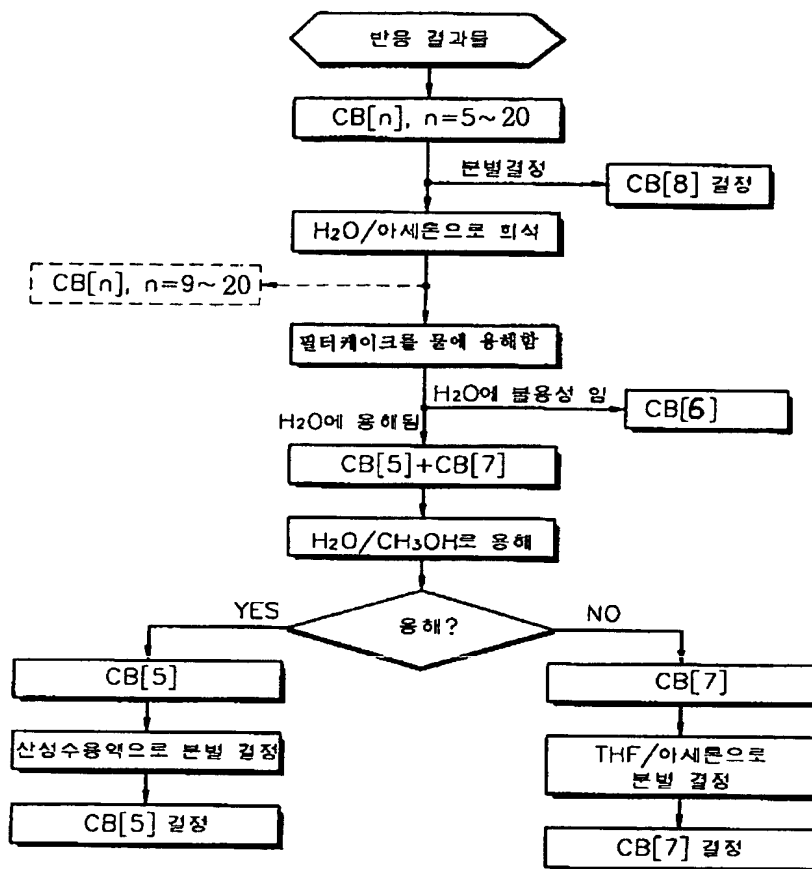 반응 결과물
CB[n], n=5~20
분별결정
CB[8] 결정
H₂O/아세톤으로 희석
CB[n], n=9~20
필터케이크를 물에 용해함
H₂O에 불용성 임
CB[6]
H₂O에 용해됨
CB[5]+CB[7]
H₂O/CH₃OH로 용해
용해?
YES
NO
CB[5]
CB[7]
산성수용액으로 분별 결정
THF/아세톤으로
분별 결정
CB[5] 결정
CB[7] 결정